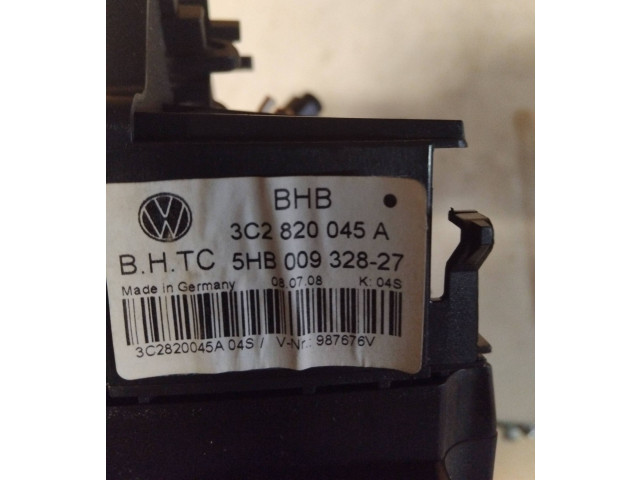 BHB
3C2 820 045 A
B.H.TC 5HB 009 328-27
Made in Germany 08.07.08 K: 04S
3C2820045A 04S / V-Nr.: 987676V